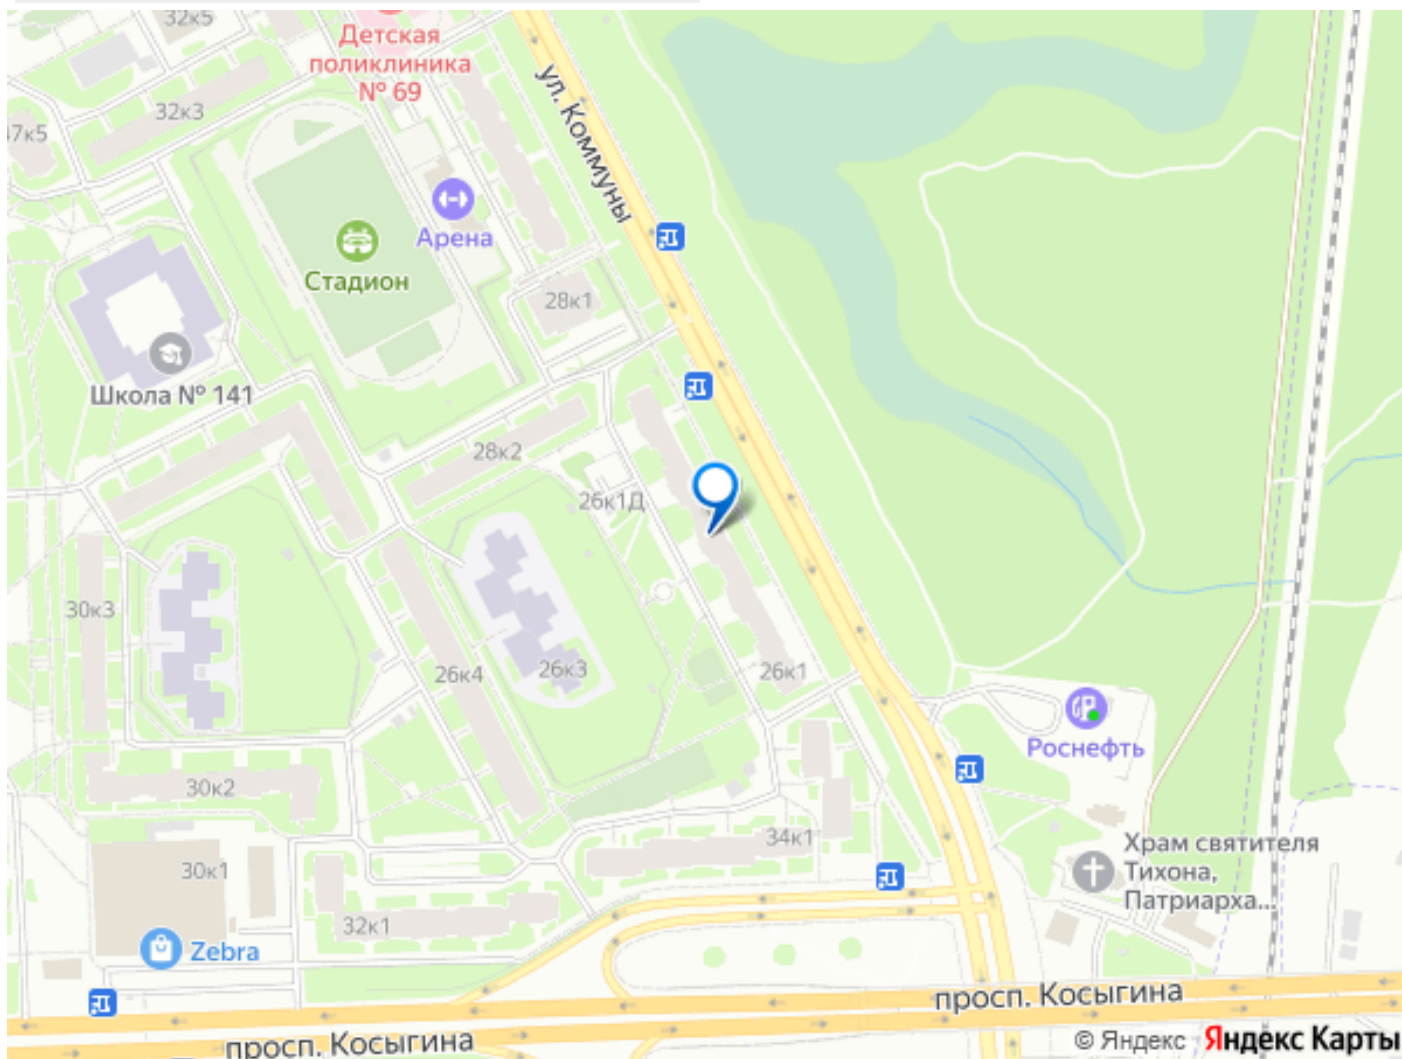 32к5
Детская
поликлиника
№ 69
32к3
7к5
ул. Коммуны
Арена
Стадион
28к1
Школа № 141
28к2
26к1Д
30к3
26к4
26к3
26к1
Роснефть
30к2
34к1
Храм святителя
Тихона,
Патриарха...
30к1
32к1
Zebra
просп. Косыгина
просп. Косыгина
© Яндекс Яндекс Карты